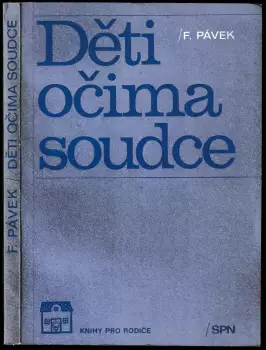 F. PÁVEK / DĚTI OČIMA SOUDCE
/F. PÁVEK
Děti
očima
soudce
KNIHY PRO RODIČE
/SPN